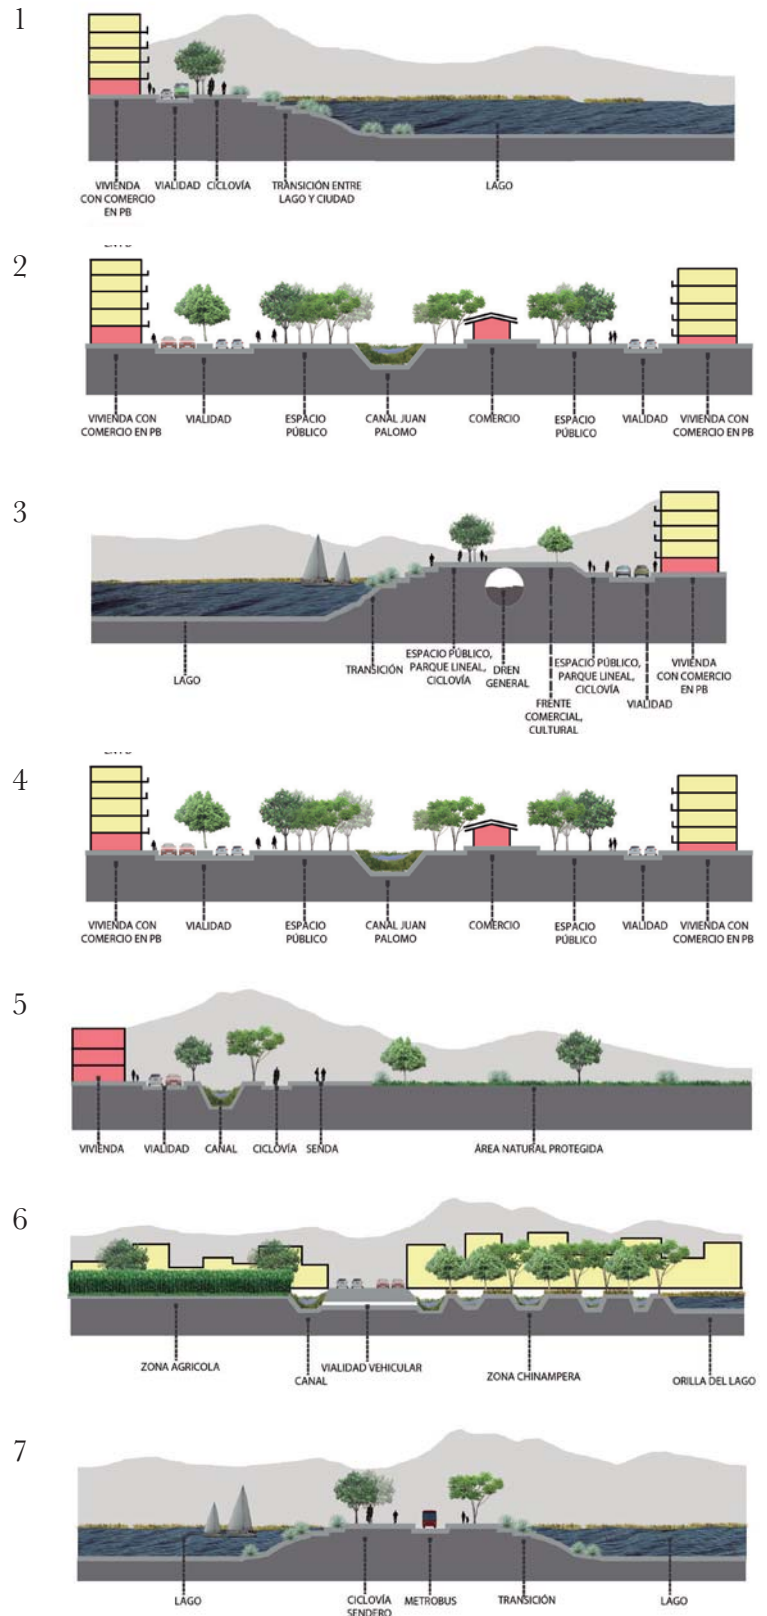 1
VIVIENDA
CON COMERCIO
EN PB
VIALIDAD
CICLOVÍA
TRANSICIÓN ENTRE
LAGO Y CIUDAD
LAGO
2
VIVIENDA CON
COMERCIO EN PB
VIALIDAD
ESPACIO
PÚBLICO
CANAL JUAN
PALOMO
COMERCIO
ESPACIO
PÚBLICO
VIALIDAD
VIVIENDA CON
COMERCIO EN PB
3
LAGO
TRANSICIÓN
ESPACIO PÚBLICO,
PARQUE LINEAL,
CICLOVÍA
DREN
GENERAL
FRENTE
COMERCIAL,
CULTURAL
ESPACIO PÚBLICO,
PARQUE LINEAL,
CICLOVÍA
VIALIDAD
VIVIENDA
CON COMERCIO
EN PB
4
VIVIENDA CON
COMERCIO EN PB
VIALIDAD
ESPACIO
PÚBLICO
CANAL JUAN
PALOMO
COMERCIO
ESPACIO
PÚBLICO
VIALIDAD
VIVIENDA CON
COMERCIO EN PB
5
VIVIENDA
VIALIDAD
CANAL
CICLOVÍA
SENDA
ÁREA NATURAL PROTEGIDA
6
ZONA AGRICOLA
CANAL
VIALIDAD VEHICULAR
ZONA CHINAMPERA
ORILLA DEL LAGO
7
LAGO
CICLOVÍA
SENDERO
METROBUS
TRANSICIÓN
LAGO